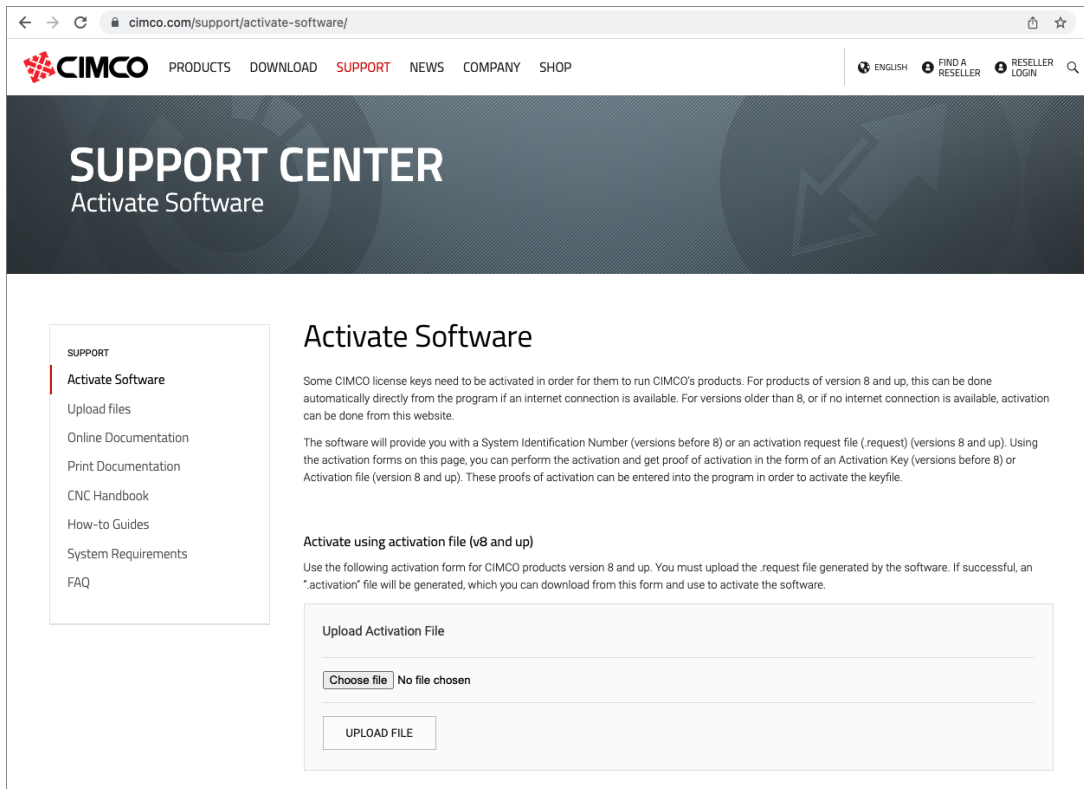 cimco.com/support/activate-software/
CIMCO PRODUCTS DOWNLOAD SUPPORT NEWS COMPANY SHOP ENGLISH FIND A RESELLER RESELLER LOGIN
SUPPORT CENTER
Activate Software
SUPPORT
Activate Software
Upload files
Online Documentation
Print Documentation
CNC Handbook
How-to Guides
System Requirements
FAQ
Activate Software
Some CIMCO license keys need to be activated in order for them to run CIMCO's products. For products of version 8 and up, this can be done
automatically directly from the program if an internet connection is available. For versions older than 8, or if no internet connection is available, activation
can be done from this website.
The software will provide you with a System Identification Number (versions before 8) or an activation request file (.request) (versions 8 and up). Using
the activation forms on this page, you can perform the activation and get proof of activation in the form of an Activation Key (versions before 8) or
Activation file (version 8 and up). These proofs of activation can be entered into the program in order to activate the keyfile.
Activate using activation file (v8 and up)
Use the following activation form for CIMCO products version 8 and up. You must upload the .request file generated by the software. If successful, an
".activation" file will be generated, which you can download from this form and use to activate the software.
Upload Activation File
Choose file No file chosen
UPLOAD FILE